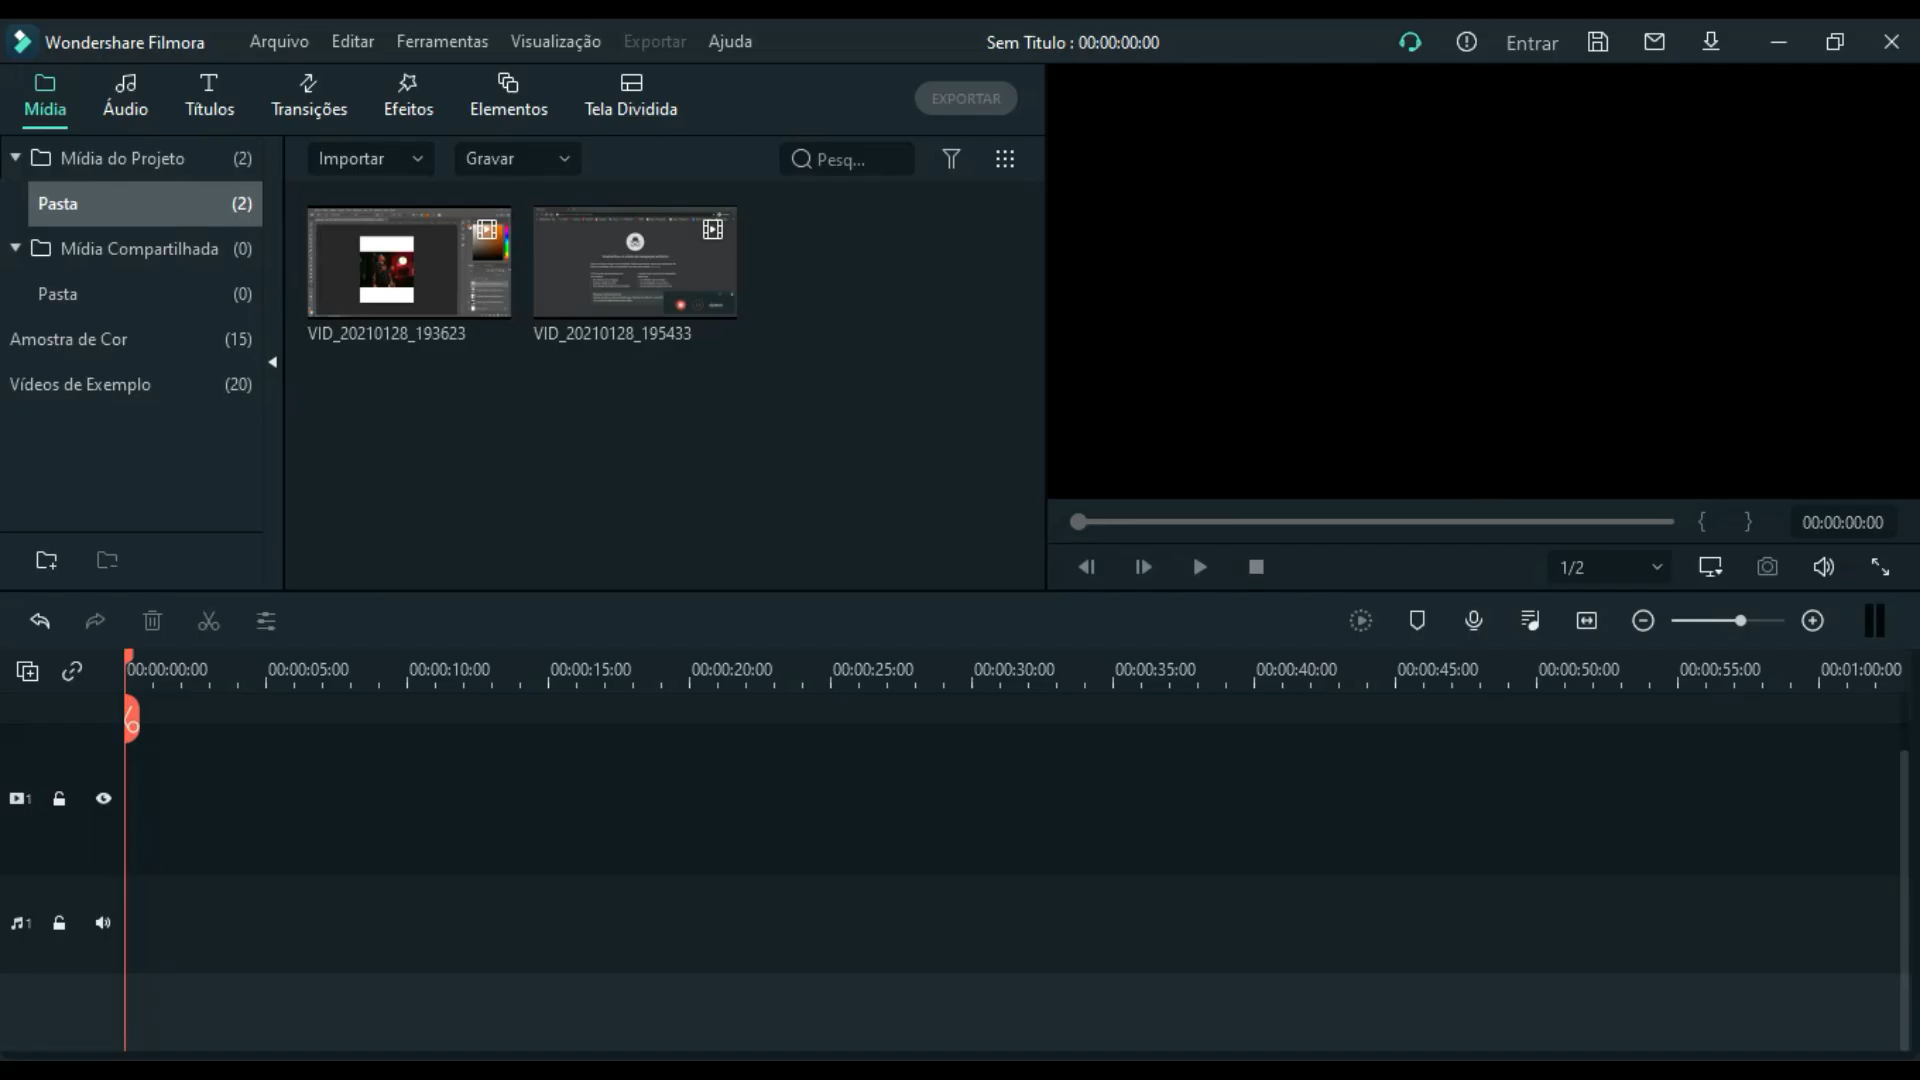 Wondershare Filmora Arquivo Editar Ferramentas Visualização Exportar Ajuda Sem Titulo : 00:00:00:00 Entrar
Mídia Áudio Títulos Transições Efeitos Elementos Tela Dividida EXPORTAR
Mídia do Projeto (2)
Pasta (2)
Mídia Compartilhada (0)
Pasta (0)
Amostra de Cor (15)
Vídeos de Exemplo (20)
Importar Gravar Pesq...
VID_20210128_193623 VID_20210128_195433
{ } 00:00:00:00
1/2
00:00:00:00 00:00:05:00 00:00:10:00 00:00:15:00 00:00:20:00 00:00:25:00 00:00:30:00 00:00:35:00 00:00:40:00 00:00:45:00 00:00:50:00 00:00:55:00 00:01:00:00
1
1